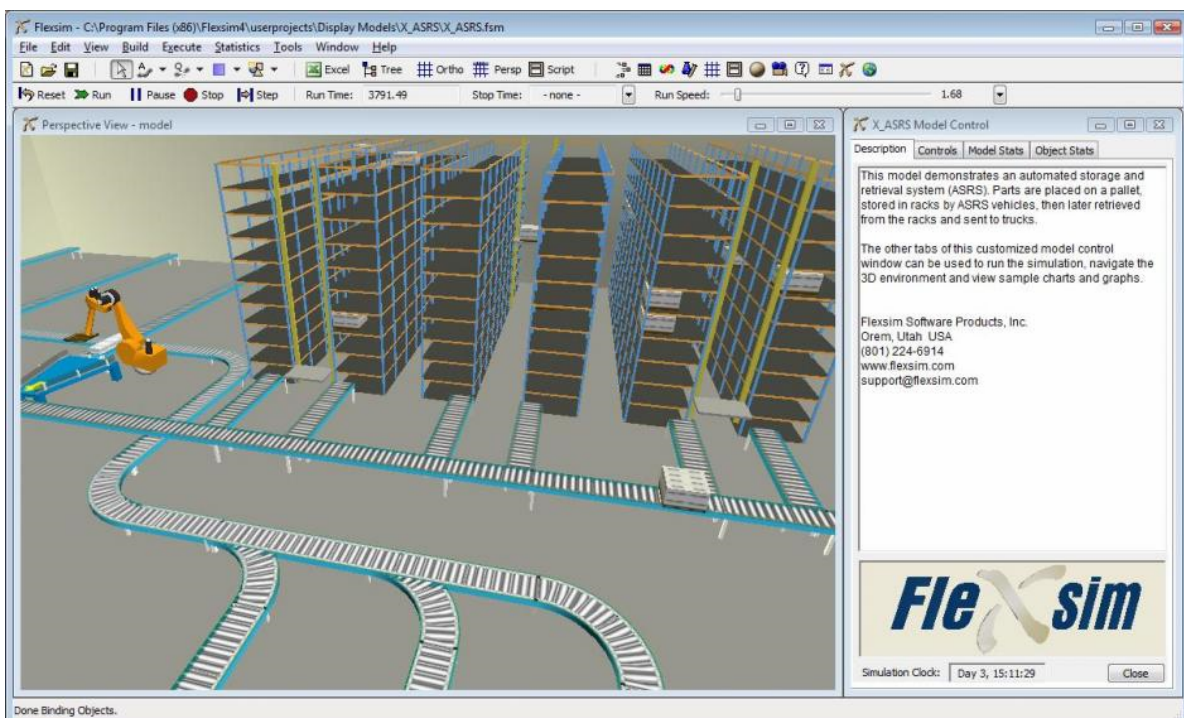 Flexsim - C:\Program Files (x86)\Flexsim4\userprojects\Display Models\X_ASRS\X_ASRS.fsm
File Edit View Build Execute Statistics Tools Window Help
Excel Tree Ortho Persp Script
Reset Run Pause Stop Step Run Time: 3791.49 Stop Time: - none - Run Speed: 1.68
Perspective View - model
X_ASRS Model Control
Description Controls Model Stats Object Stats
This model demonstrates an automated storage and
retrieval system (ASRS). Parts are placed on a pallet,
stored in racks by ASRS vehicles, then later retrieved
from the racks and sent to trucks.
The other tabs of this customized model control
window can be used to run the simulation, navigate the
3D environment and view sample charts and graphs.
Flexsim Software Products, Inc.
Orem, Utah USA
(801) 224-6914
www.flexsim.com
support@flexsim.com
FleXsim
Simulation Clock: Day 3, 15:11:29 Close
Done Binding Objects.